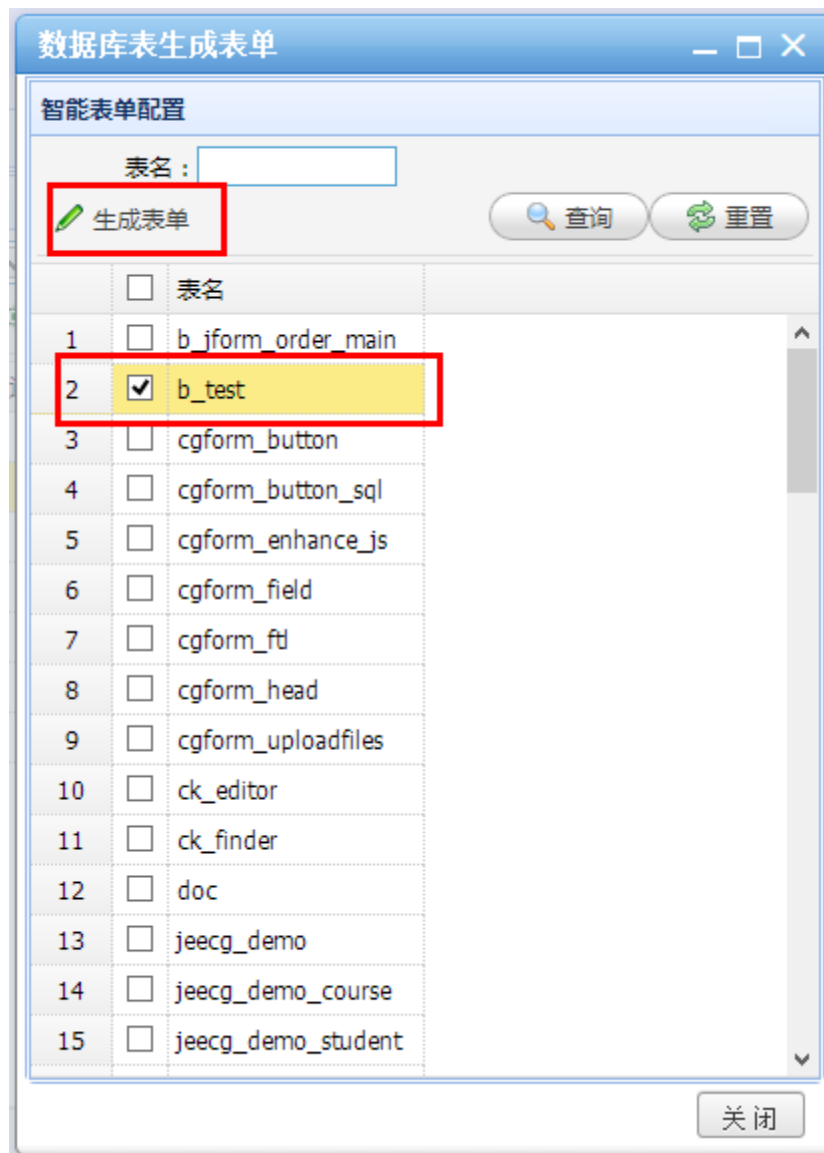 数据库表生成表单
智能表单配置
表名：
生成表单 查询 重置
表名
1 b_jform_order_main
2 b_test
3 cgform_button
4 cgform_button_sql
5 cgform_enhance_js
6 cgform_field
7 cgform_ftl
8 cgform_head
9 cgform_uploadfiles
10 ck_editor
11 ck_finder
12 doc
13 jeecg_demo
14 jeecg_demo_course
15 jeecg_demo_student
关闭